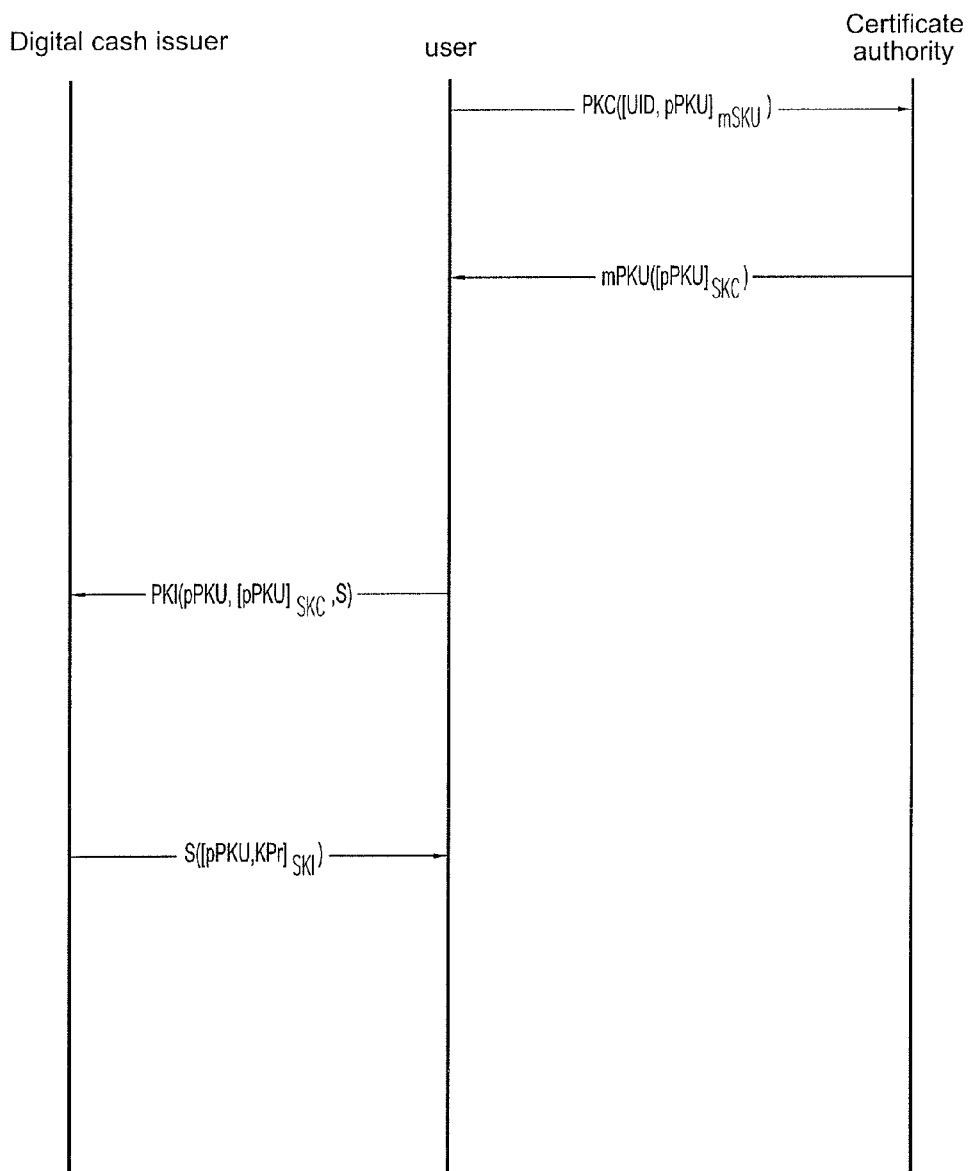 Digital cash issuer
user
Certificate
authority
PKC([UID, pPKU] mSKU )
mPKU([pPKU] SKC )
PKI(pPKU, [pPKU] SKC ,S)
S([pPKU,KPr] SKI )